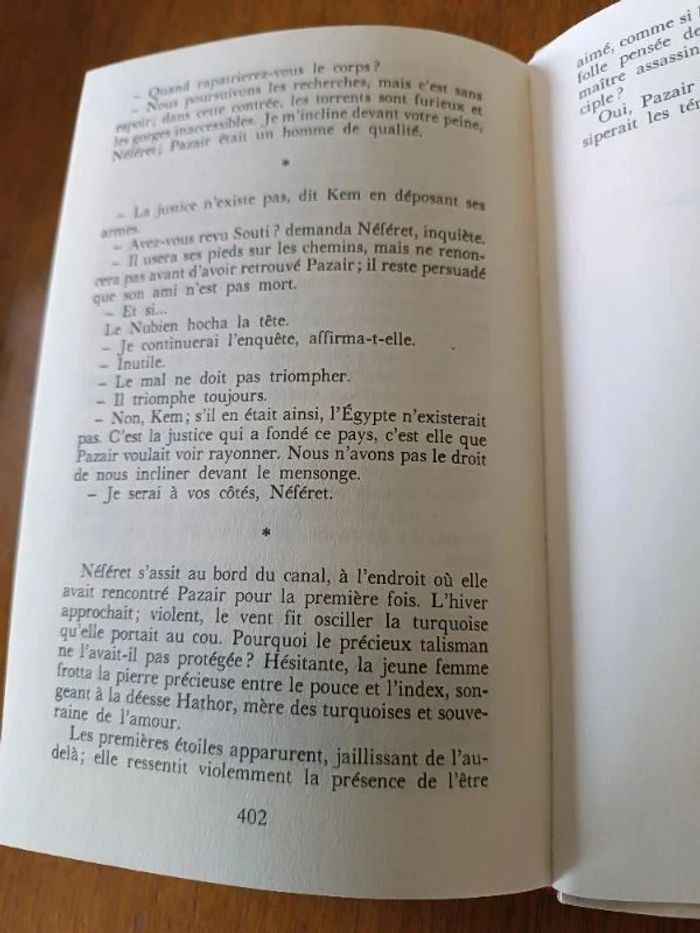 – Quand rapatrierez-vous le corps ?
– Nous poursuivons les recherches, mais c'est sans
espoir; dans cette contrée, les torrents sont furieux et
les gorges inaccessibles. Je m'incline devant votre peine,
Néféret; Pazair était un homme de qualité.
*
– La justice n'existe pas, dit Kem en déposant ses
armes.
– Avez-vous revu Souti ? demanda Néféret, inquiète.
– Il usera ses pieds sur les chemins, mais ne renon-
cera pas avant d'avoir retrouvé Pazair; il reste persuadé
que son ami n'est pas mort.
– Et si...
Le Nubien hocha la tête.
– Je continuerai l'enquête, affirma-t-elle.
– Inutile.
– Le mal ne doit pas triompher.
– Il triomphe toujours.
– Non, Kem; s'il en était ainsi, l'Égypte n'existerait
pas. C'est la justice qui a fondé ce pays, c'est elle que
Pazair voulait voir rayonner. Nous n'avons pas le droit
de nous incliner devant le mensonge.
– Je serai à vos côtés, Néféret.
*
Néféret s'assit au bord du canal, à l'endroit où elle
avait rencontré Pazair pour la première fois. L'hiver
approchait; violent, le vent fit osciller la turquoise
qu'elle portait au cou. Pourquoi le précieux talisman
ne l'avait-il pas protégée ? Hésitante, la jeune femme
frotta la pierre précieuse entre le pouce et l'index, son-
geant à la déesse Hathor, mère des turquoises et souve-
raine de l'amour.
Les premières étoiles apparurent, jaillissant de l'au-
delà; elle ressentit violemment la présence de l'être
402
aimé, comme si
folle pensée de
maître assassin
ciple ?
Oui, Pazair
siperait les